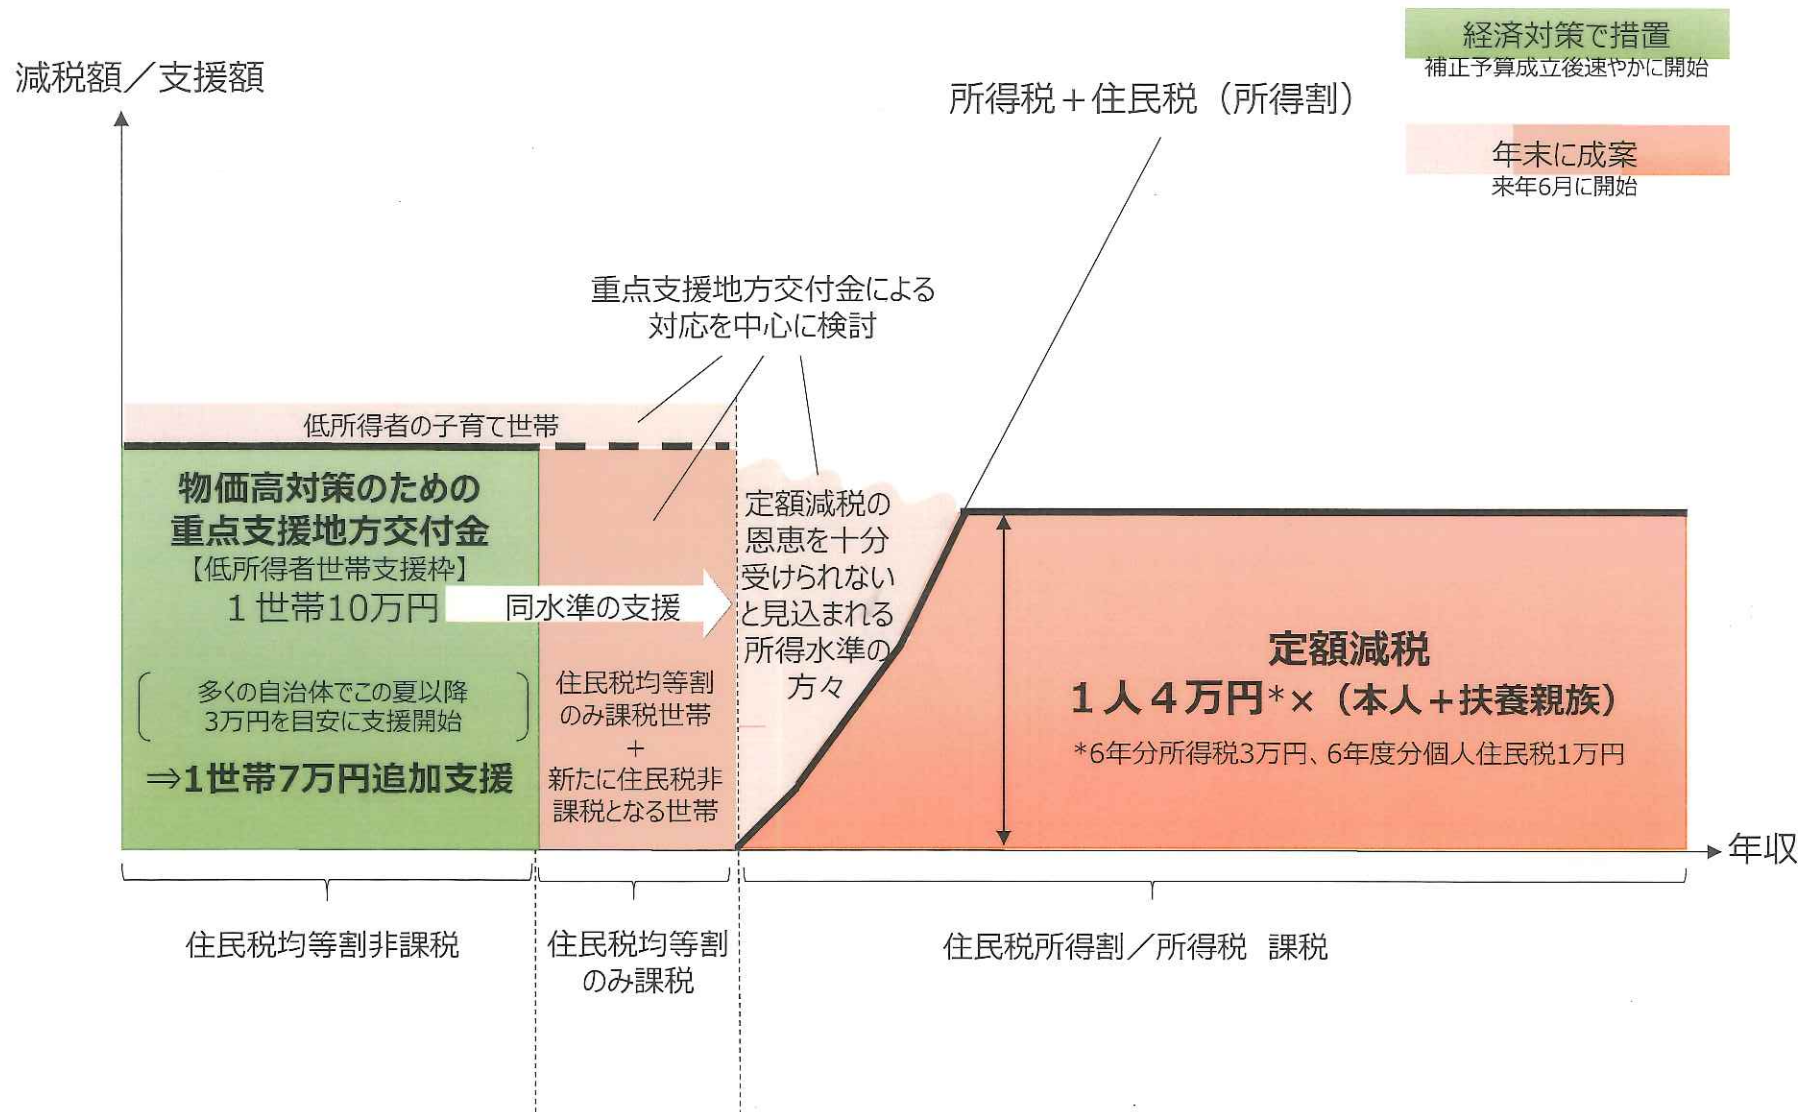 経済対策で措置
補正予算成立後速やかに開始
減税額／支援額
所得税＋住民税（所得割）
年末に成案
来年6月に開始
重点支援地方交付金による
対応を中心に検討
低所得者の子育て世帯
物価高対策のための
重点支援地方交付金
【低所得者世帯支援枠】
１世帯10万円
同水準の支援
多くの自治体でこの夏以降
3万円を目安に支援開始
⇒1世帯7万円追加支援
住民税均等割
のみ課税世帯
＋
新たに住民税非
課税となる世帯
定額減税の
恩恵を十分
受けられない
と見込まれる
所得水準の
方々
定額減税
１人４万円*×（本人＋扶養親族）
*6年分所得税3万円、6年度分個人住民税1万円
年収
住民税均等割非課税
住民税均等割
のみ課税
住民税所得割／所得税 課税